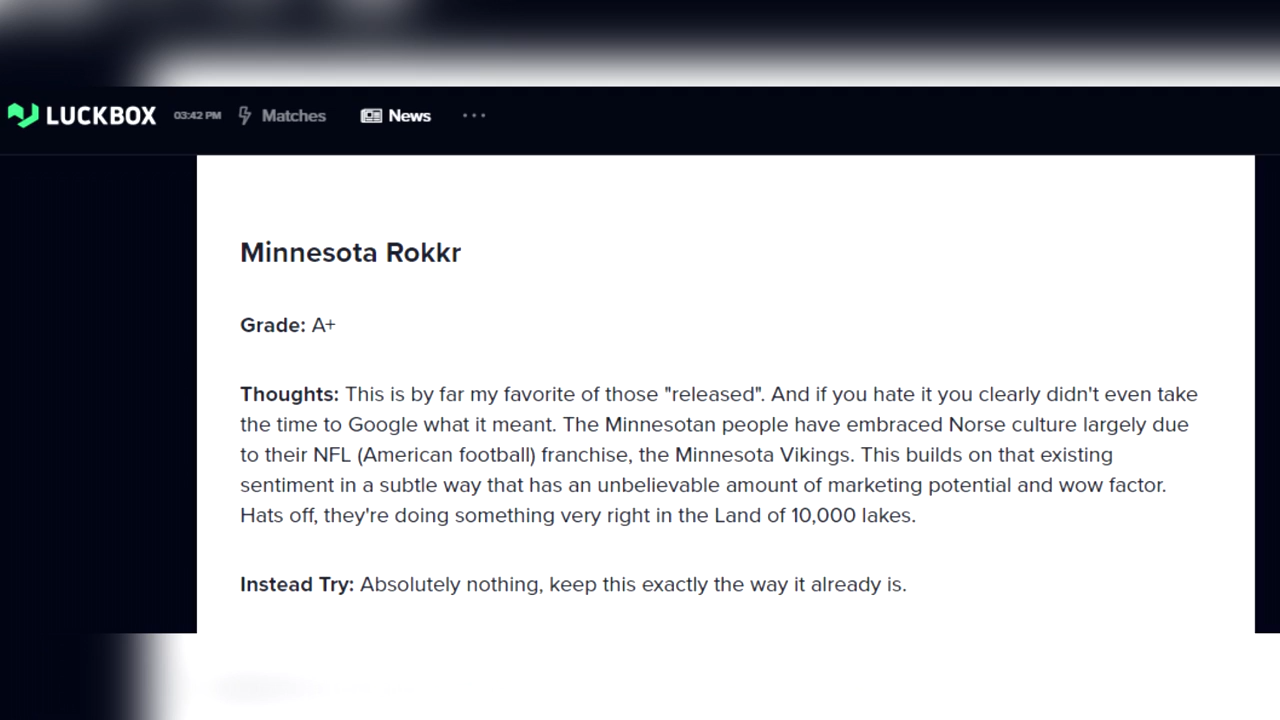 LUCKBOX 03:42 PM Matches News ...
Minnesota Rokkr
Grade: A+
Thoughts: This is by far my favorite of those "released". And if you hate it you clearly didn't even take
the time to Google what it meant. The Minnesotan people have embraced Norse culture largely due
to their NFL (American football) franchise, the Minnesota Vikings. This builds on that existing
sentiment in a subtle way that has an unbelievable amount of marketing potential and wow factor.
Hats off, they're doing something very right in the Land of 10,000 lakes.
Instead Try: Absolutely nothing, keep this exactly the way it already is.